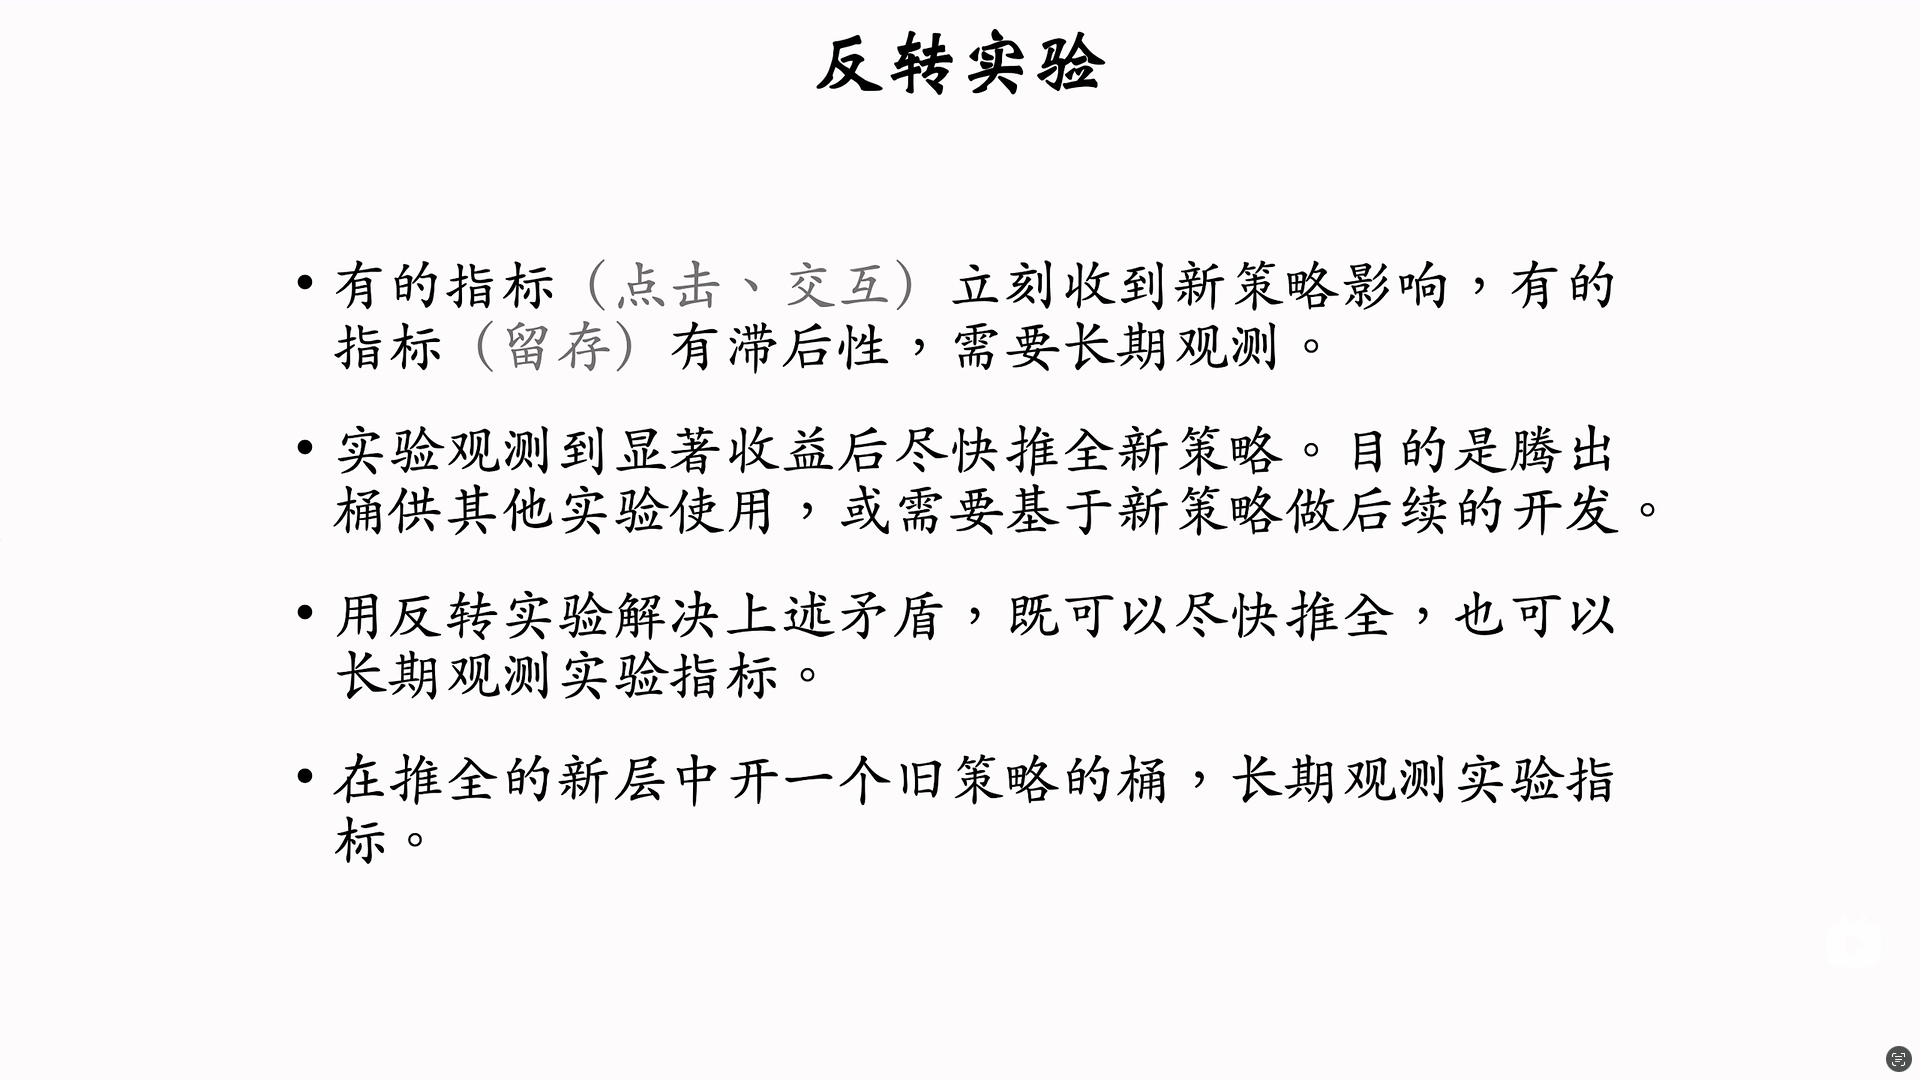 反转实验
• 有的指标（点击、交互）立刻收到新策略影响，有的
指标（留存）有滞后性，需要长期观测。
• 实验观测到显著收益后尽快推全新策略。目的是腾出
桶供其他实验使用，或需要基于新策略做后续的开发。
• 用反转实验解决上述矛盾，既可以尽快推全，也可以
长期观测实验指标。
• 在推全的新层中开一个旧策略的桶，长期观测实验指
标。